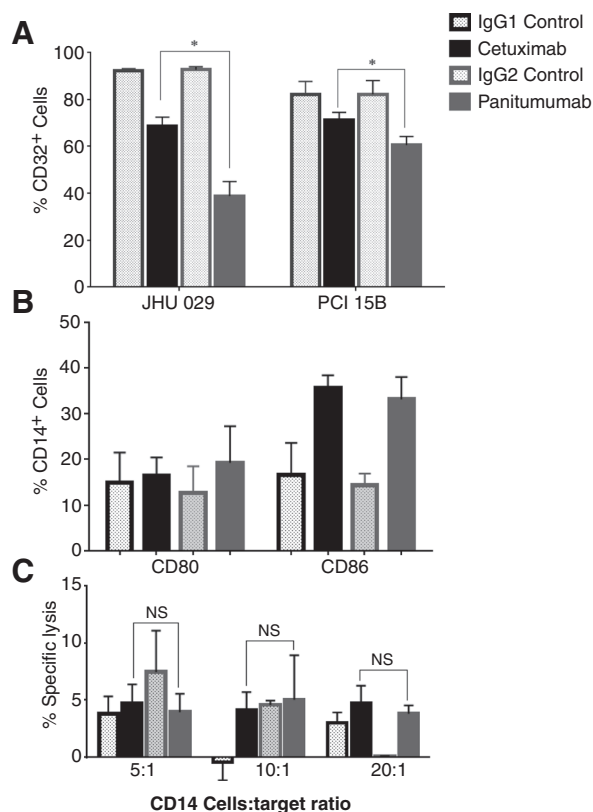 IgG1 Control
Cetuximab
IgG2 Control
Panitumumab
A
% CD32+ Cells
100
80
60
40
20
0
*
*
JHU 029
PCI 15B
B
% CD14+ Cells
50
40
30
20
10
0
CD80
CD86
C
% Specific lysis
15
10
5
0
NS
NS
NS
5:1
10:1
20:1
CD14 Cells:target ratio